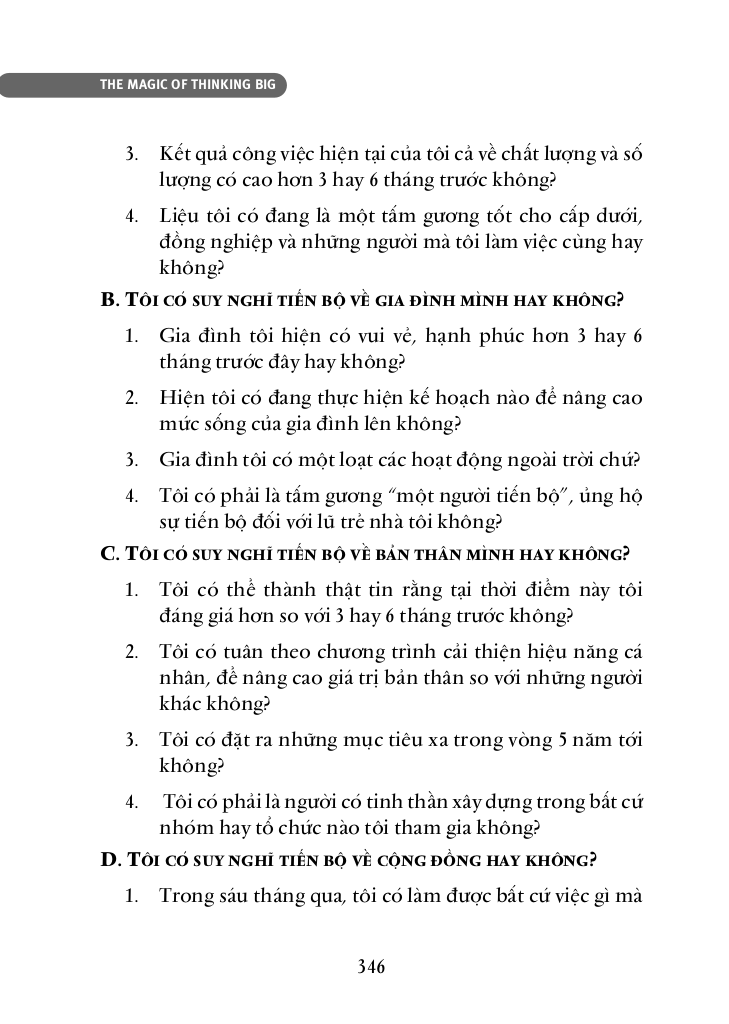 THE MAGIC OF THINKING BIG
3. Kết quả công việc hiện tại của tôi cả về chất lượng và số
lượng có cao hơn 3 hay 6 tháng trước không?
4. Liệu tôi có đang là một tấm gương tốt cho cấp dưới,
đồng nghiệp và những người mà tôi làm việc cùng hay
không?
B. TÔI CÓ SUY NGHĨ TIẾN BỘ VỀ GIA ĐÌNH MÌNH HAY KHÔNG?
1. Gia đình tôi hiện có vui vẻ, hạnh phúc hơn 3 hay 6
tháng trước đây hay không?
2. Hiện tôi có đang thực hiện kế hoạch nào để nâng cao
mức sống của gia đình lên không?
3. Gia đình tôi có một loạt các hoạt động ngoài trời chứ?
4. Tôi có phải là tấm gương “một người tiến bộ”, ủng hộ
sự tiến bộ đối với lũ trẻ nhà tôi không?
C. TÔI CÓ SUY NGHĨ TIẾN BỘ VỀ BẢN THÂN MÌNH HAY KHÔNG?
1. Tôi có thể thành thật tin rằng tại thời điểm này tôi
đáng giá hơn so với 3 hay 6 tháng trước không?
2. Tôi có tuân theo chương trình cải thiện hiệu năng cá
nhân, để nâng cao giá trị bản thân so với những người
khác không?
3. Tôi có đặt ra những mục tiêu xa trong vòng 5 năm tới
không?
4. Tôi có phải là người có tinh thần xây dựng trong bất cứ
nhóm hay tổ chức nào tôi tham gia không?
D. TÔI CÓ SUY NGHĨ TIẾN BỘ VỀ CỘNG ĐỒNG HAY KHÔNG?
1. Trong sáu tháng qua, tôi có làm được bất cứ việc gì mà
346